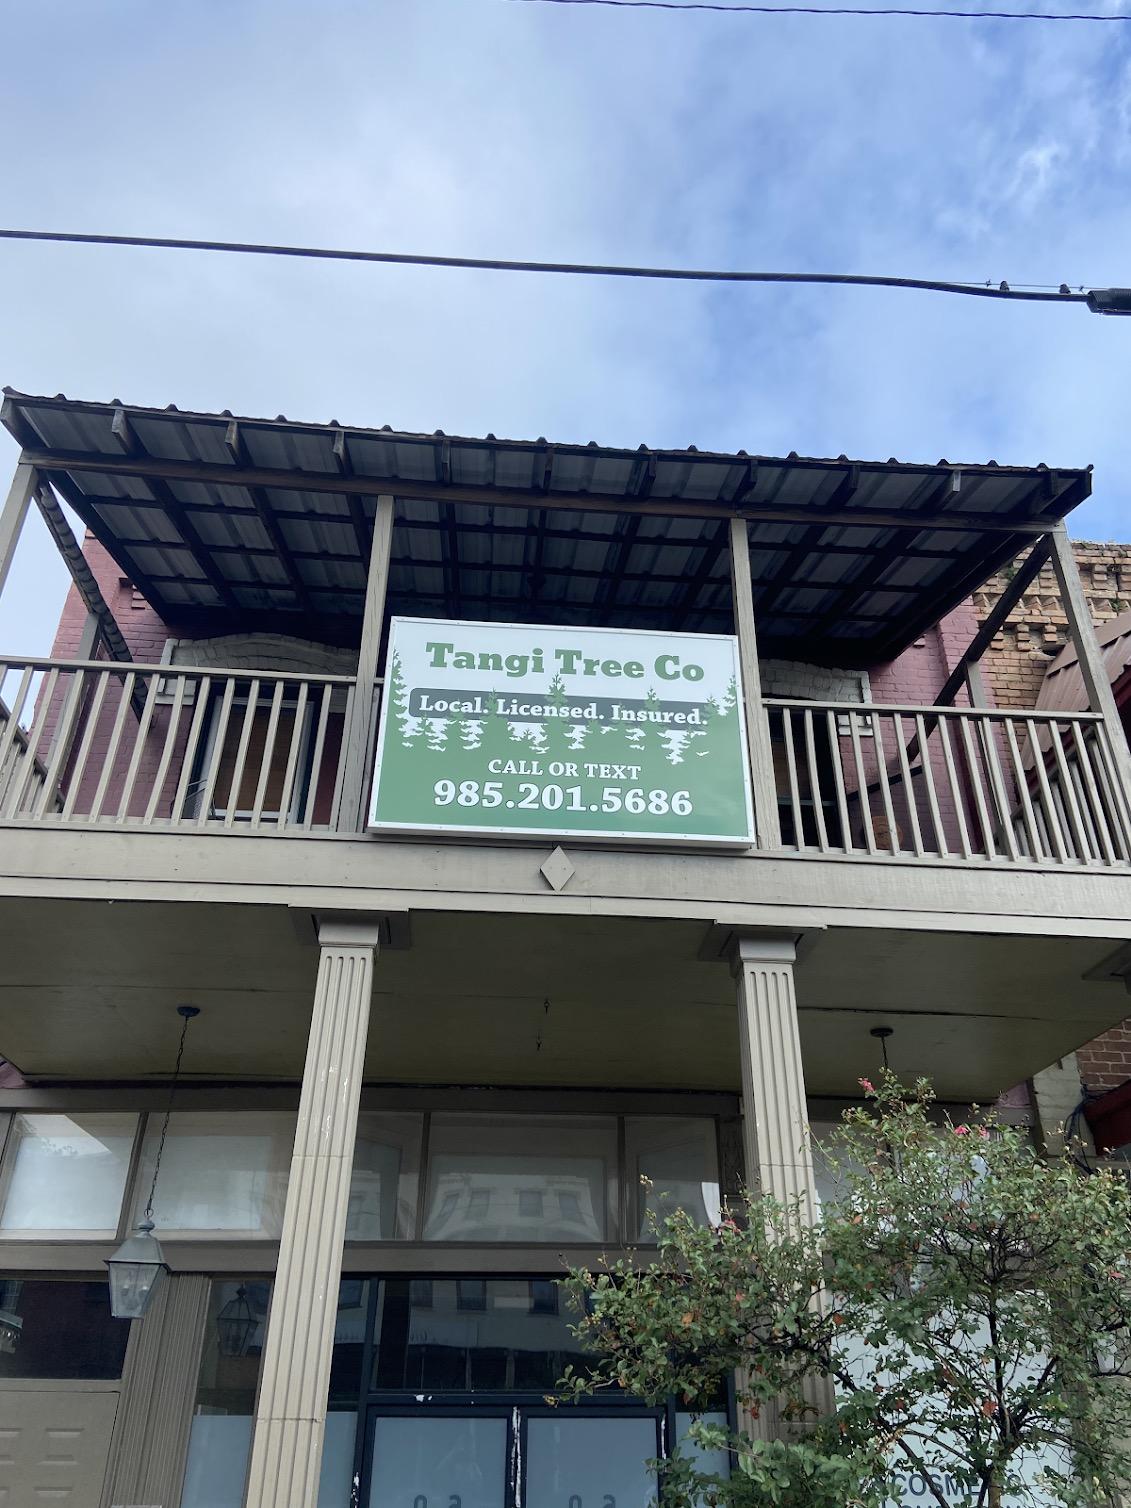 Tangi Tree Co
Local. Licensed. Insured.
CALL OR TEXT
985.201.5686